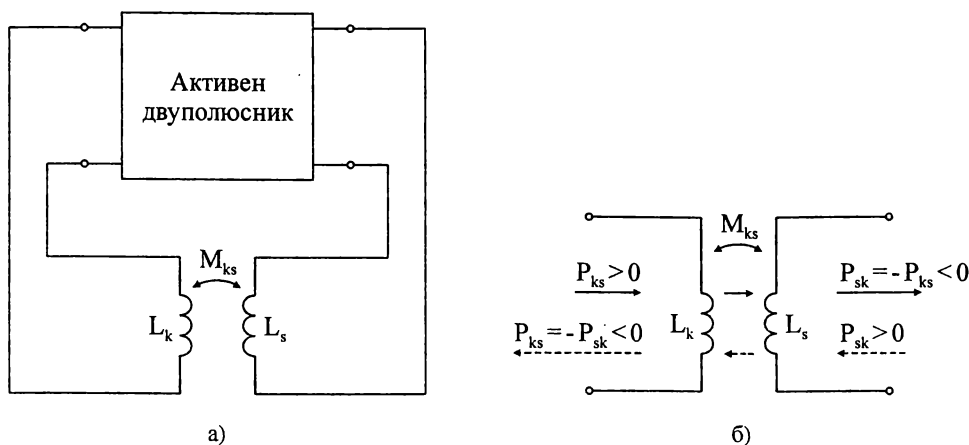 Активен
двуполюсник
M_ks
L_k
L_s
а)
M_ks
P_ks>0
P_sk=-P_ks<0
P_ks=-P_sk<0
L_k
L_s
P_sk>0
б)